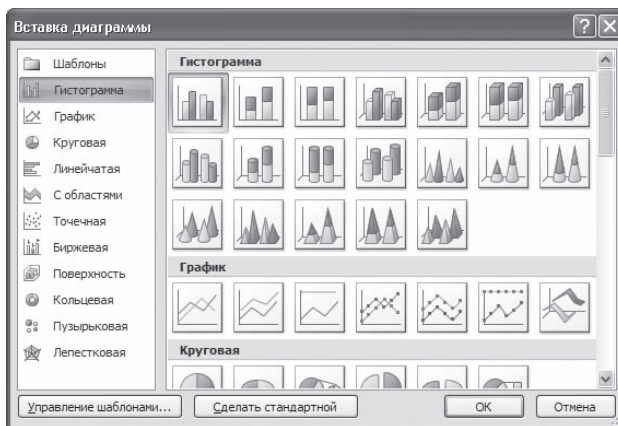 Вставка диаграммы
Шаблоны
Гистограмма
График
Круговая
Линейчатая
С областями
Точечная
Биржевая
Поверхность
Кольцевая
Пузырьковая
Лепестковая
Гистограмма
График
Круговая
Управление шаблонами...
Сделать стандартной
ОК
Отмена